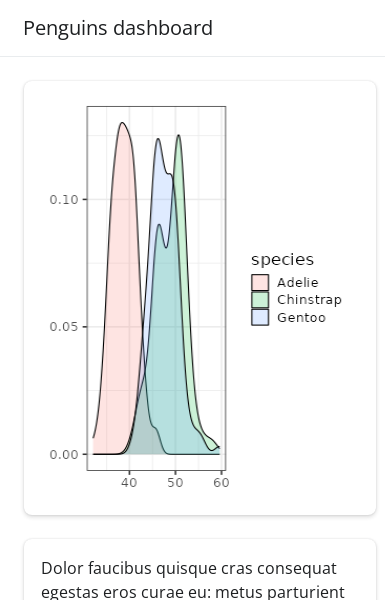 Penguins dashboard
0.10
0.05
0.00
40 50 60
species
Adelie
Chinstrap
Gentoo
Dolor faucibus quisque cras consequat
egestas eros curae eu: metus parturient